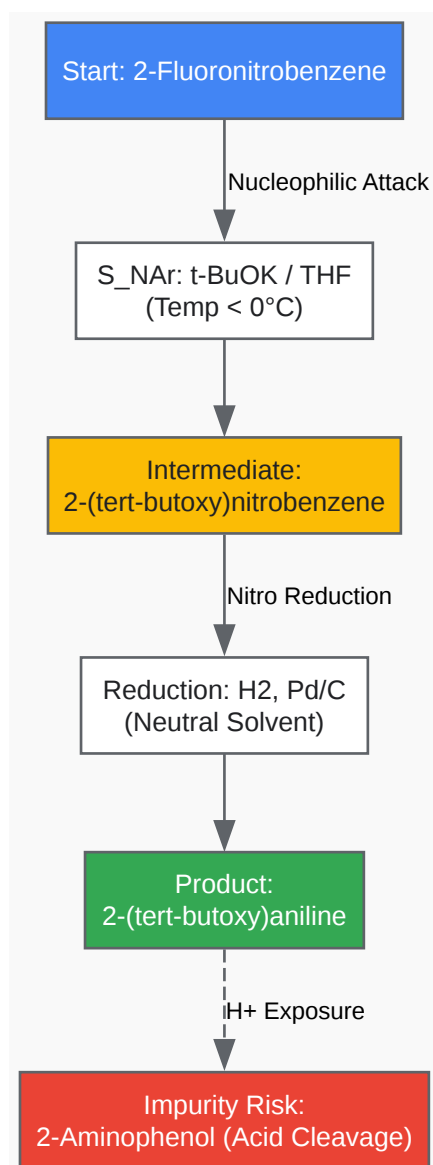 Start: 2-Fluoronitrobenzene
Nucleophilic Attack
S_NAr: t-BuOK / THF
(Temp < 0°C)
Intermediate:
2-(tert-butoxy)nitrobenzene
Nitro Reduction
Reduction: H2, Pd/C
(Neutral Solvent)
Product:
2-(tert-butoxy)aniline
H+ Exposure
Impurity Risk:
2-Aminophenol (Acid Cleavage)